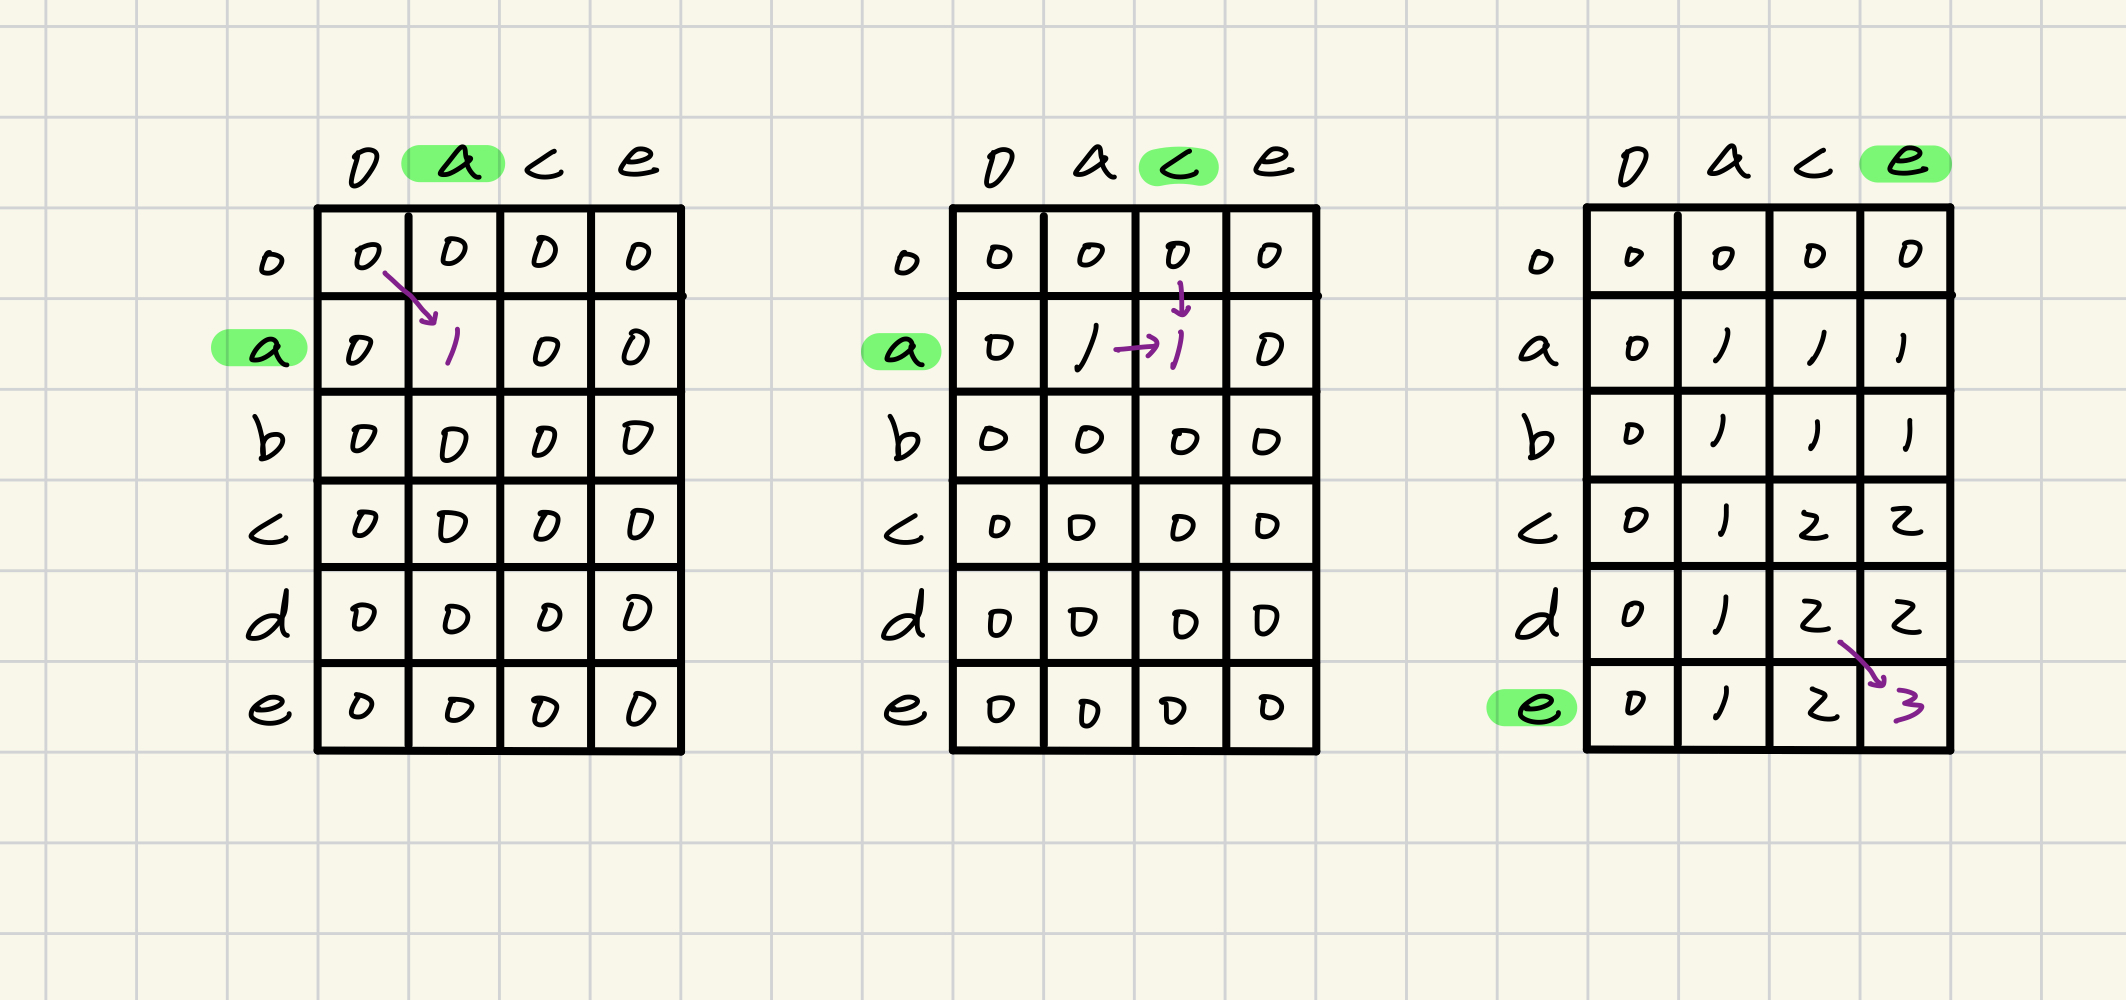 0 a c e 0 a c e 0 a c e
0 0 0 0 0 0 0 0 0 0 0 0 0 0 0
a 0 1 0 0 a 0 1 1 0 a 0 1 1 1
b 0 0 0 0 b 0 0 0 0 b 0 1 1 1
c 0 0 0 0 c 0 0 0 0 c 0 1 2 2
d 0 0 0 0 d 0 0 0 0 d 0 1 2 2
e 0 0 0 0 e 0 0 0 0 e 0 1 2 3